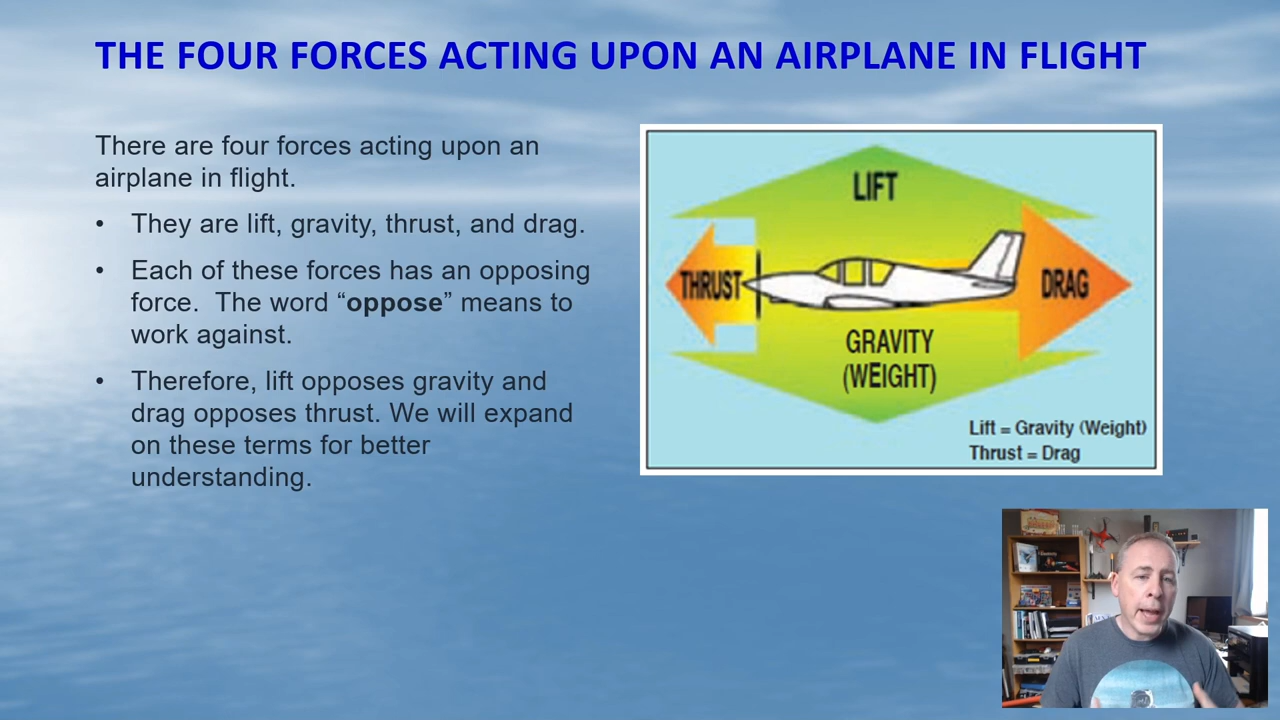 THE FOUR FORCES ACTING UPON AN AIRPLANE IN FLIGHT
There are four forces acting upon an
airplane in flight.
• They are lift, gravity, thrust, and drag.
• Each of these forces has an opposing
force. The word “oppose” means to
work against.
• Therefore, lift opposes gravity and
drag opposes thrust. We will expand
on these terms for better
understanding.
LIFT
THRUST
DRAG
GRAVITY
(WEIGHT)
Lift = Gravity (Weight)
Thrust = Drag